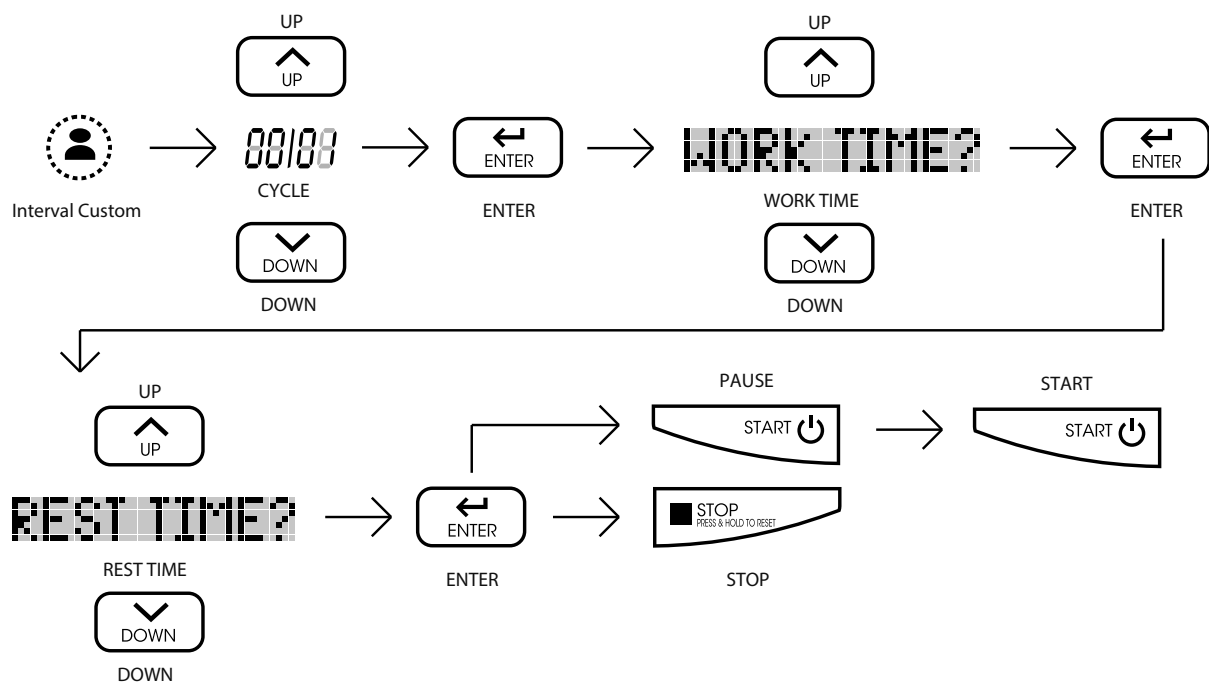 UP
UP
00/01
CYCLE
DOWN
DOWN
Interval Custom
ENTER
ENTER
UP
UP
WORK TIME?
WORK TIME
DOWN
DOWN
ENTER
ENTER
UP
UP
REST TIME?
REST TIME
DOWN
DOWN
ENTER
ENTER
PAUSE
START
START
START
STOP
PRESS & HOLD TO RESET
STOP